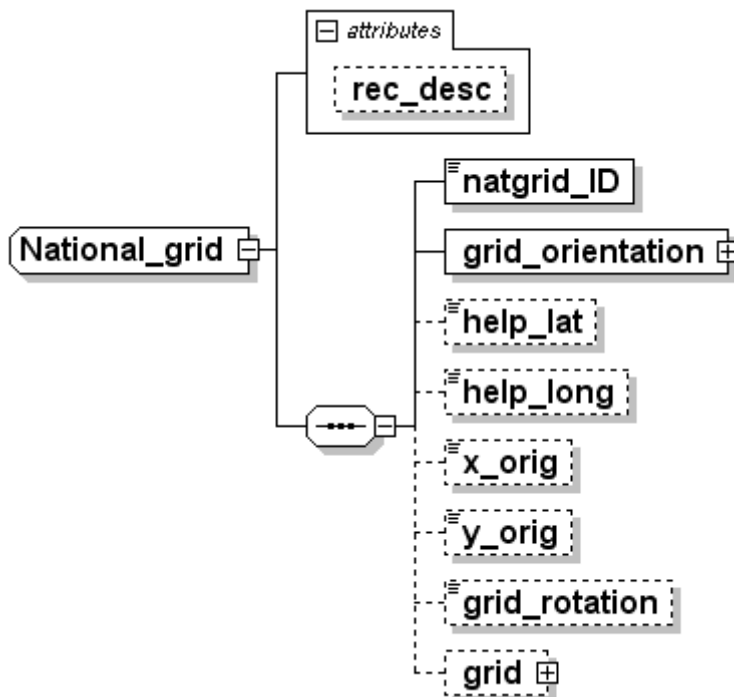 attributes
rec_desc
natgrid_ID
National_grid
grid_orientation
help_lat
help_long
x_orig
y_orig
grid_rotation
grid